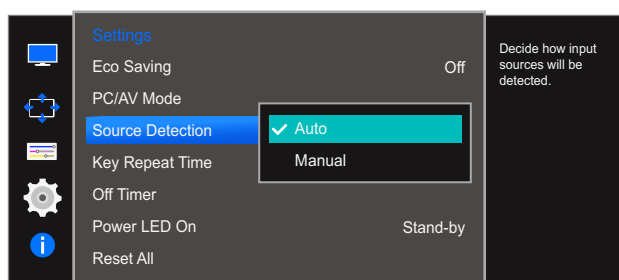 Settings
Eco Saving Off
PC/AV Mode
Source Detection Auto
Key Repeat Time Manual
Off Timer
Power LED On Stand-by
Reset All
Decide how input
sources will be
detected.